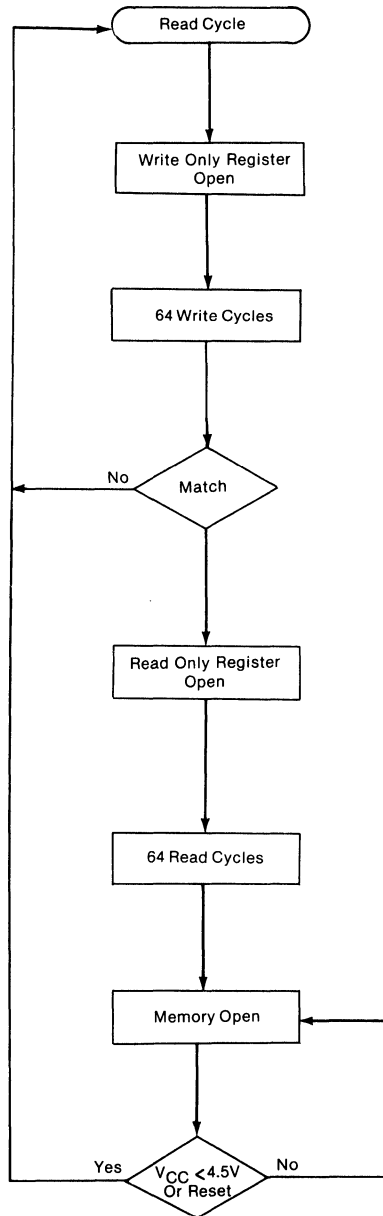 Read Cycle
Write Only Register
Open
64 Write Cycles
No
Match
Read Only Register
Open
64 Read Cycles
Memory Open
Yes
VCC <4.5V
Or Reset
No